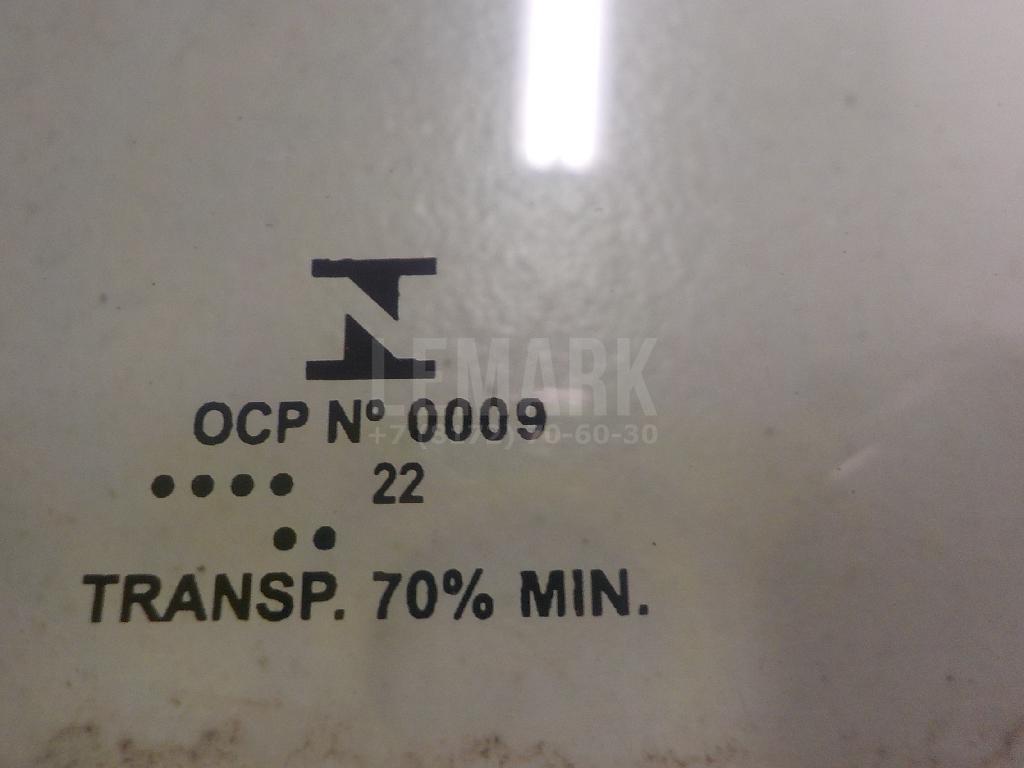 LEMARK
OCP Nº 0009
•••• 22
••
TRANSP. 70% MIN.